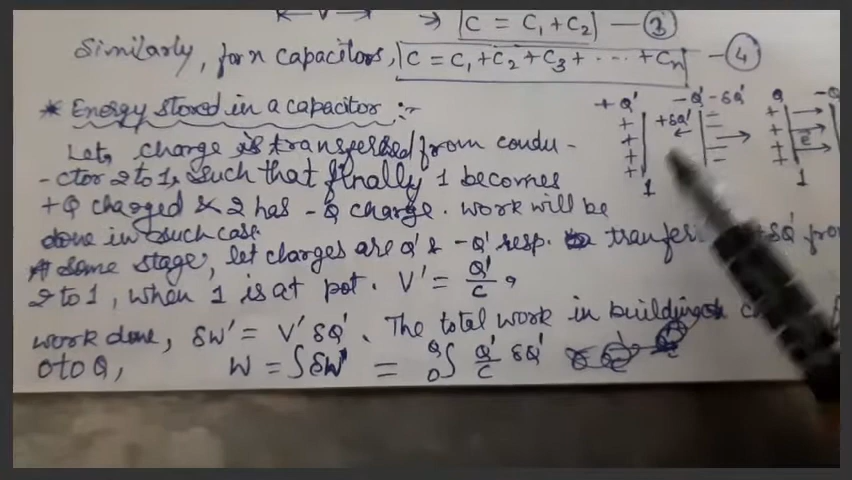 ← V → → C = C₁ + C₂ — ③
Similarly, for n capacitors, C = C₁ + C₂ + C₃ + ... + Cₙ — ④
* Energy stored in a capacitor :-
+Q' -Q' -δQ' Q -Q
+δQ'
E
1 1
Let, charge is transferred from condu-
-ctor 2 to 1, such that finally 1 becomes
+Q charged & 2 has -Q charge. work will be
done in such case.
At some stage, let charges are Q' & -Q' resp. +δQ' from
2 to 1, when 1 is at pot. V' = Q'/C,
work done, δW' = V' δQ'. The total work in building
0 to Q, W = ∫δW' = ₀^Q∫ Q'/C δQ'